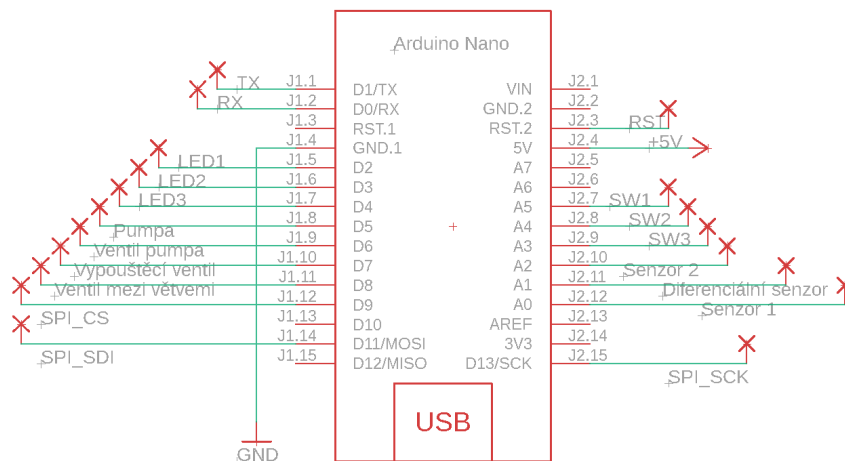 Arduino Nano
TX J1.1 D1/TX VIN J2.1
RX J1.2 D0/RX GND.2 J2.2
J1.3 RST.1 RST.2 J2.3 RST
J1.4 GND.1 5V J2.4 +5V
LED1 J1.5 D2 A7 J2.5
LED2 J1.6 D3 A6 J2.6
LED3 J1.7 D4 A5 J2.7 SW1
Pumpa J1.8 D5 A4 J2.8 SW2
Ventil pumpa J1.9 D6 A3 J2.9 SW3
Vypouštěcí ventil J1.10 D7 A2 J2.10 Senzor 2
Ventil mezi větvemi J1.11 D8 A1 J2.11 Diferenciální senzor
SPI_CS J1.12 D9 A0 J2.12 Senzor 1
J1.13 D10 AREF J2.13
SPI_SDI J1.14 D11/MOSI 3V3 J2.14
J1.15 D12/MISO D13/SCK J2.15 SPI_SCK
USB
GND